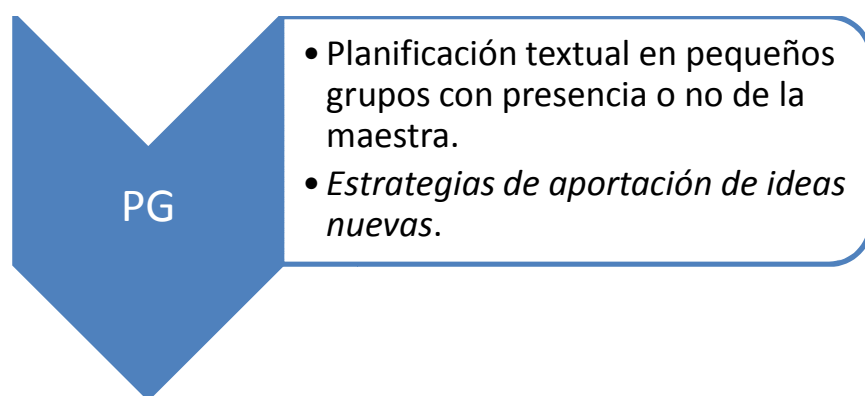 PG
• Planificación textual en pequeños
grupos con presencia o no de la
maestra.
• Estrategias de aportación de ideas
nuevas.